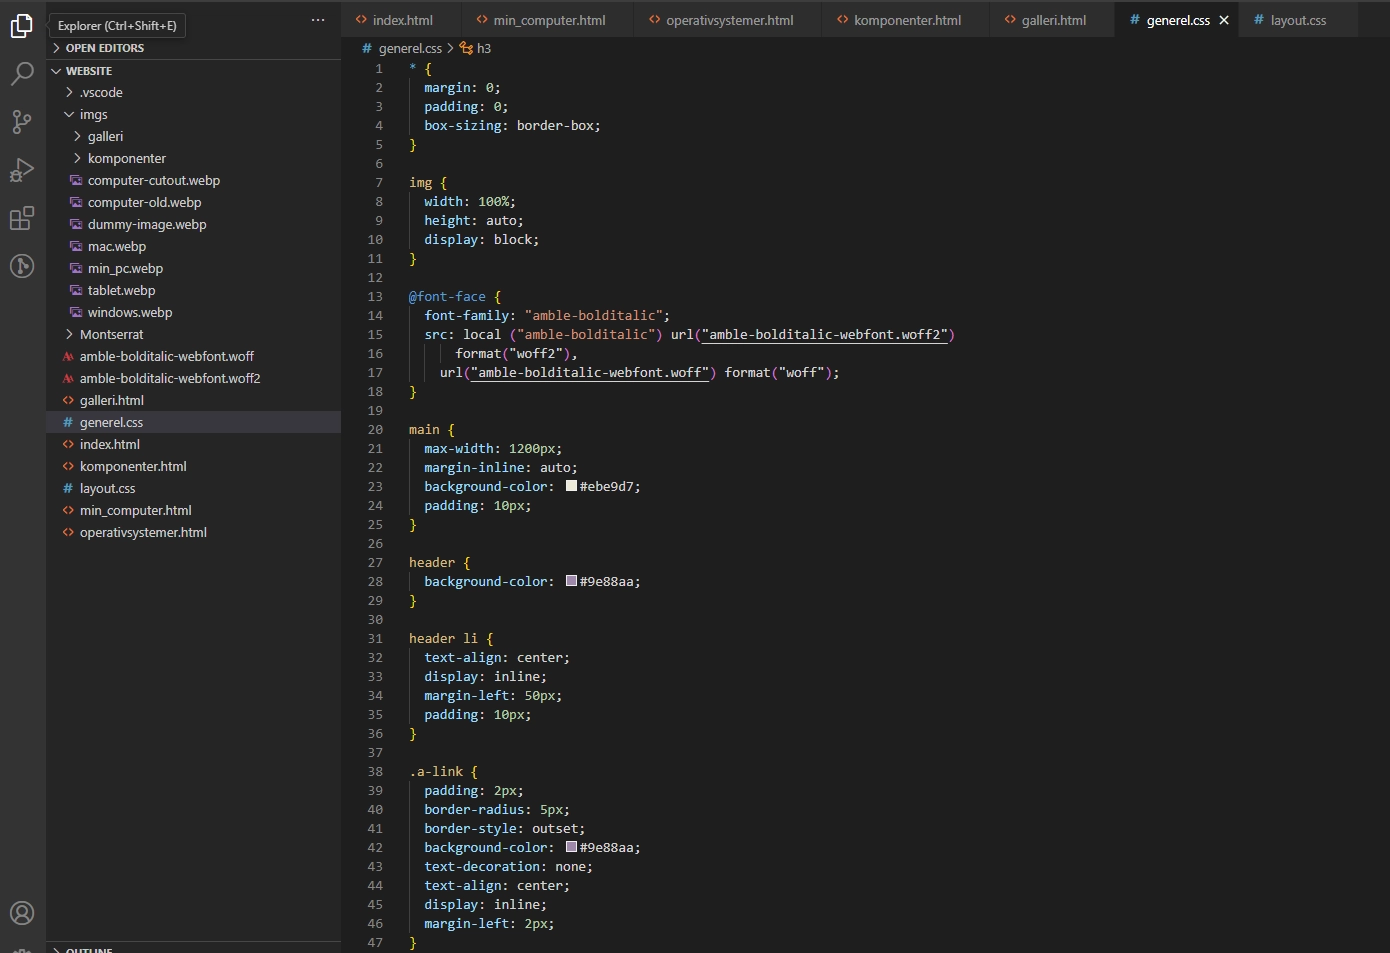 Explorer (Ctrl+Shift+E)
...
index.html
min_computer.html
operativsystemer.html
komponenter.html
galleri.html
# generel.css
# layout.css
OPEN EDITORS
WEBSITE
.vscode
imgs
galleri
komponenter
computer-cutout.webp
computer-old.webp
dummy-image.webp
mac.webp
min_pc.webp
tablet.webp
windows.webp
Montserrat
amble-bolditalic-webfont.woff
amble-bolditalic-webfont.woff2
galleri.html
# generel.css
index.html
komponenter.html
# layout.css
min_computer.html
operativsystemer.html
OUTLINE
# generel.css > h3
1 * {
2 margin: 0;
3 padding: 0;
4 box-sizing: border-box;
5 }
6
7 img {
8 width: 100%;
9 height: auto;
10 display: block;
11 }
12
13 @font-face {
14 font-family: "amble-bolditalic";
15 src: local ("amble-bolditalic") url("amble-bolditalic-webfont.woff2")
16 format("woff2"),
17 url("amble-bolditalic-webfont.woff") format("woff");
18 }
19
20 main {
21 max-width: 1200px;
22 margin-inline: auto;
23 background-color: #ebe9d7;
24 padding: 10px;
25 }
26
27 header {
28 background-color: #9e88aa;
29 }
30
31 header li {
32 text-align: center;
33 display: inline;
34 margin-left: 50px;
35 padding: 10px;
36 }
37
38 .a-link {
39 padding: 2px;
40 border-radius: 5px;
41 border-style: outset;
42 background-color: #9e88aa;
43 text-decoration: none;
44 text-align: center;
45 display: inline;
46 margin-left: 2px;
47 }